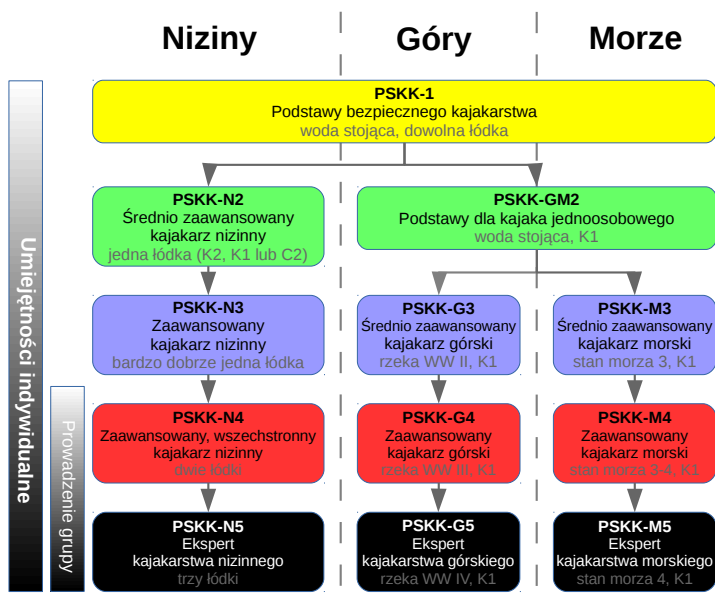 Niziny
Góry
Morze
PSKK-1
Podstawy bezpiecznego kajakarstwa
woda stojąca, dowolna łódka
PSKK-N2
Średnio zaawansowany
kajakarz nizinny
jedna łódka (K2, K1 lub C2)
PSKK-GM2
Podstawy dla kajaka jednoosobowego
woda stojąca, K1
PSKK-N3
Zaawansowany
kajakarz nizinny
bardzo dobrze jedna łódka
PSKK-G3
Średnio zaawansowany
kajakarz górski
rzeka WW II, K1
PSKK-M3
Średnio zaawansowany
kajakarz morski
stan morza 3, K1
PSKK-N4
Zaawansowany, wszechstronny
kajakarz nizinny
dwie łódki
PSKK-G4
Zaawansowany
kajakarz górski
rzeka WW III, K1
PSKK-M4
Zaawansowany
kajakarz morski
stan morza 3-4, K1
PSKK-N5
Ekspert
kajakarstwa nizinnego
trzy łódki
PSKK-G5
Ekspert
kajakarstwa górskiego
rzeka WW IV, K1
PSKK-M5
Ekspert
kajakarstwa morskiego
stan morza 4, K1
Umiejętności indywidualne
Prowadzenie grupy